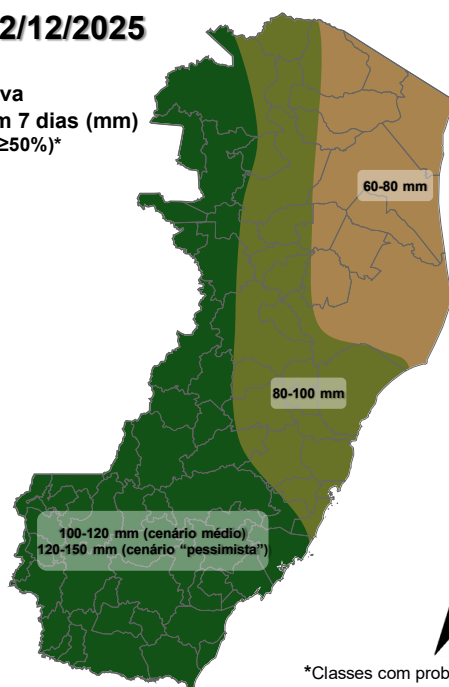 2/12/2025
va
m 7 dias (mm)
≥50%)*
60-80 mm
80-100 mm
100-120 mm (cenário médio)
120-150 mm (cenário “pessimista”)
*Classes com prob